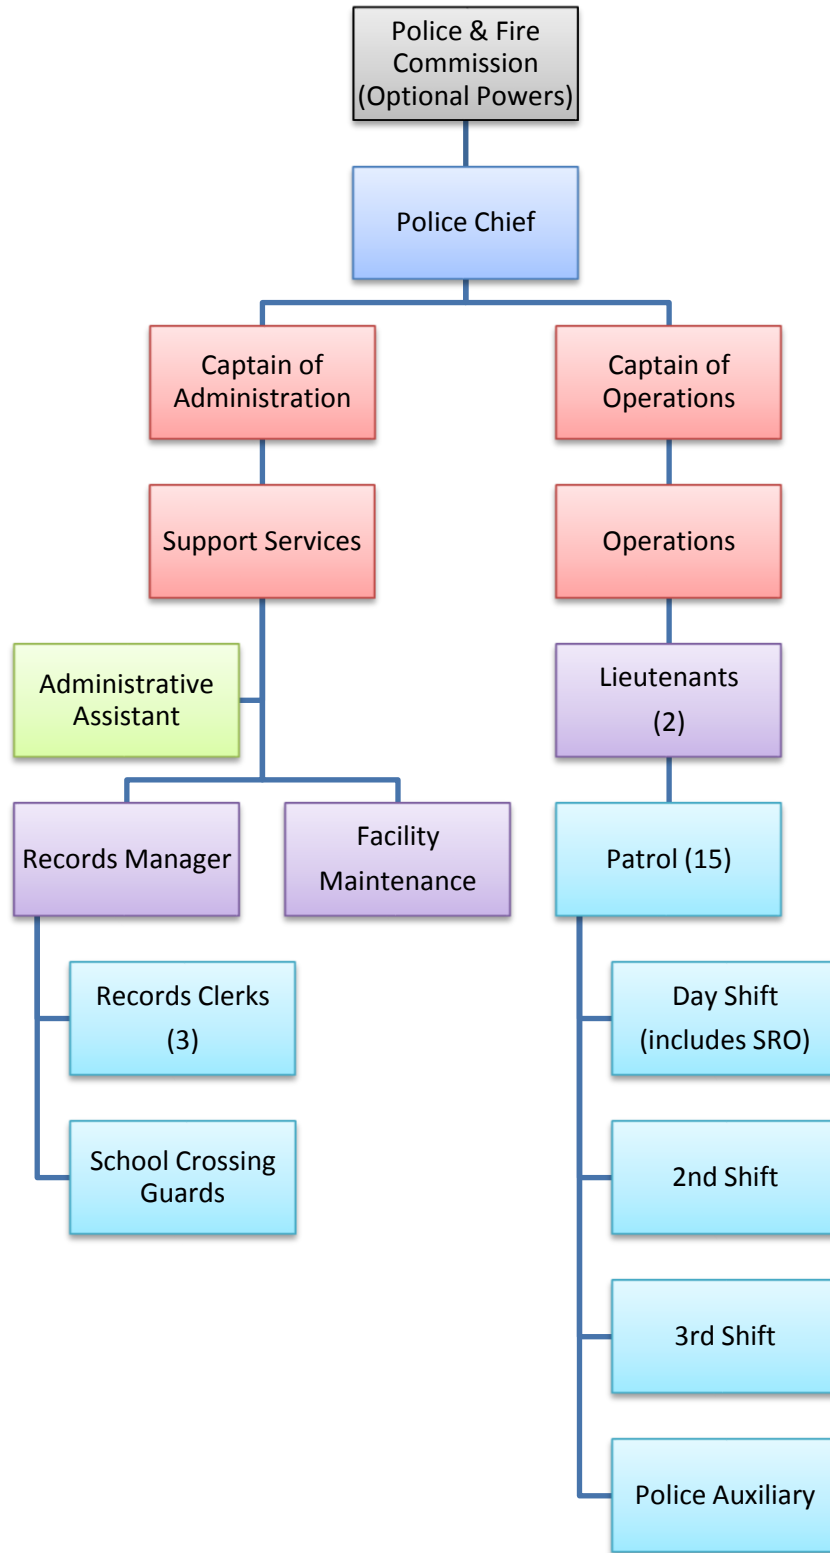 Police & Fire
Commission
(Optional Powers)
Police Chief
Captain of
Administration
Captain of
Operations
Support Services
Operations
Administrative
Assistant
Lieutenants
(2)
Records Manager
Facility
Maintenance
Patrol (15)
Records Clerks
(3)
Day Shift
(includes SRO)
School Crossing
Guards
2nd Shift
3rd Shift
Police Auxiliary